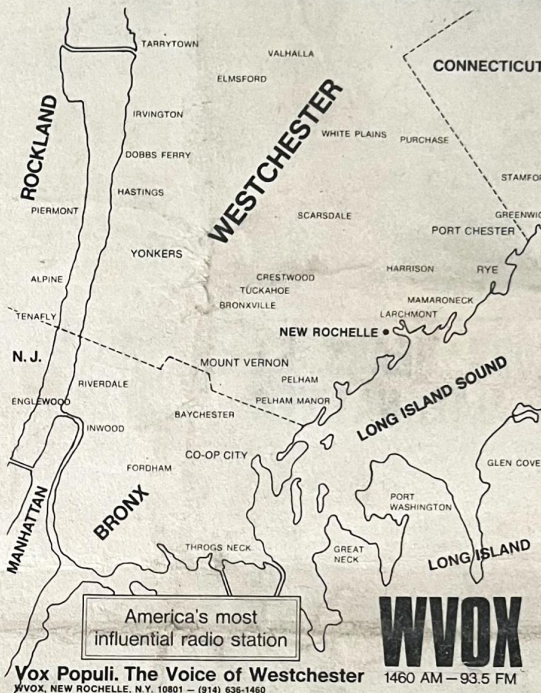 TARRYTOWN
VALHALLA
CONNECTICUT
ELMSFORD
IRVINGTON
ROCKLAND
WESTCHESTER
WHITE PLAINS
PURCHASE
DOBBS FERRY
STAMFOR
HASTINGS
PIERMONT
SCARSDALE
GREENWIC
PORT CHESTER
YONKERS
HARRISON
RYE
ALPINE
CRESTWOOD
TUCKAHOE
BRONXVILLE
MAMARONECK
LARCHMONT
TENAFLY
NEW ROCHELLE
N.J.
MOUNT VERNON
RIVERDALE
PELHAM
LONG ISLAND SOUND
ENGLEWOOD
PELHAM MANOR
BAYCHESTER
INWOOD
CO-OP CITY
FORDHAM
GLEN COVE
MANHATTAN
BRONX
PORT
WASHINGTON
THROGS NECK
GREAT
NECK
LONG ISLAND
America's most
influential radio station
WVOX
Vox Populi. The Voice of Westchester
1460 AM — 93.5 FM
WVOX, NEW ROCHELLE, N.Y. 10801 — (914) 636-1460